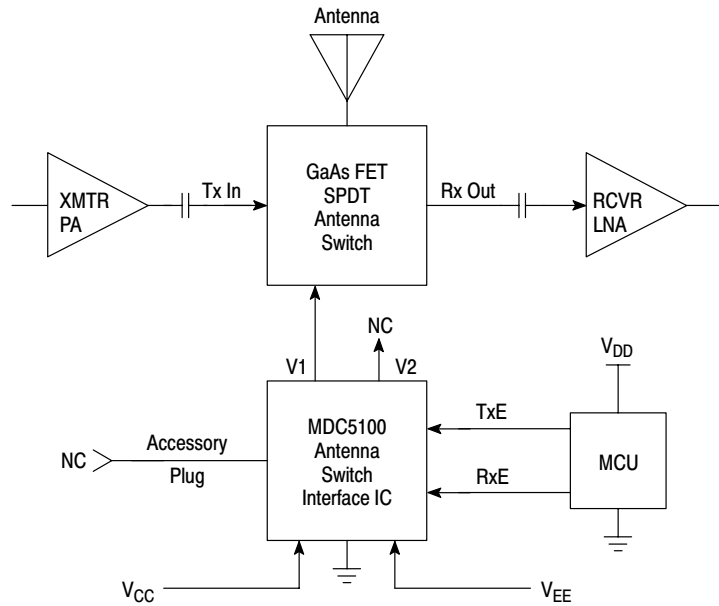 Antenna
XMTR
PA
Tx In
GaAs FET
SPDT
Antenna
Switch
Rx Out
RCVR
LNA
V1
NC
V2
VDD
NC
Accessory
Plug
MDC5100
Antenna
Switch
Interface IC
TxE
RxE
MCU
VCC
VEE